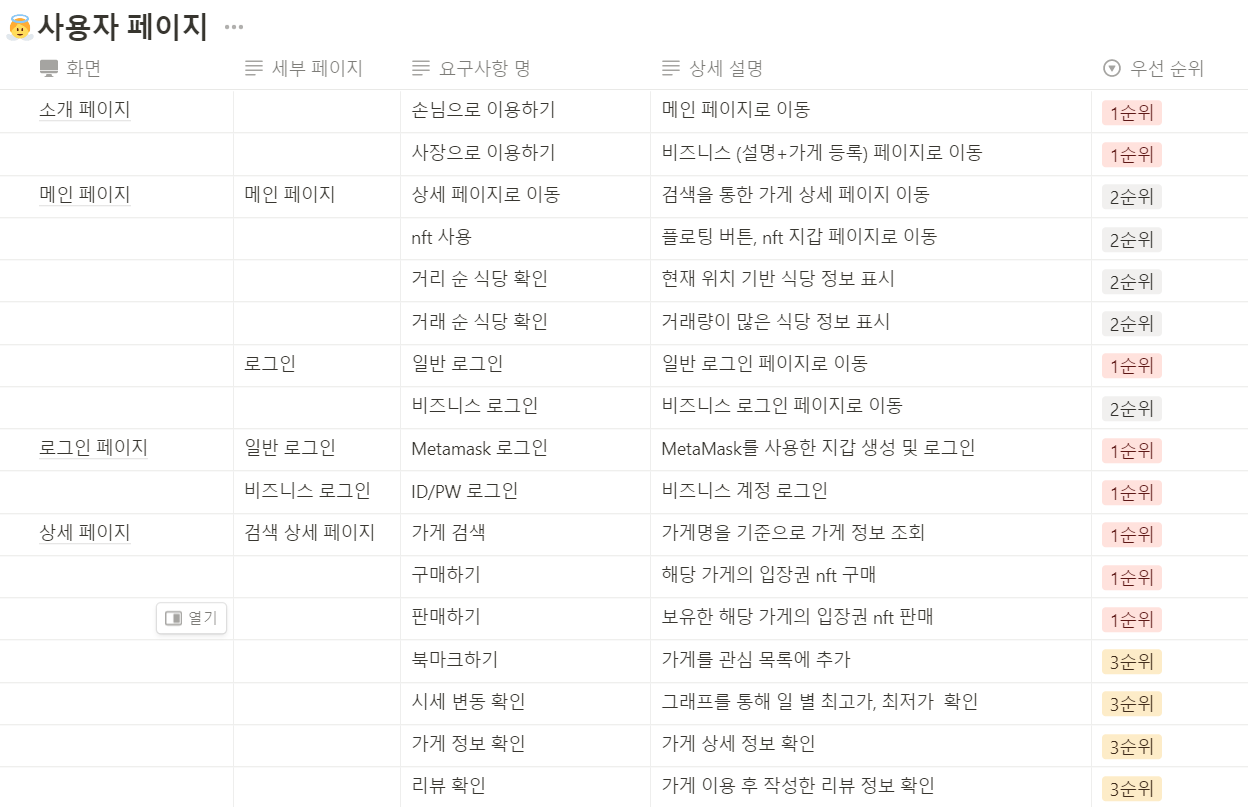 사용자 페이지
화면 세부 페이지 요구사항 명 상세 설명 우선 순위
소개 페이지 손님으로 이용하기 메인 페이지로 이동 1순위
사장으로 이용하기 비즈니스 (설명+가게 등록) 페이지로 이동 1순위
메인 페이지 메인 페이지 상세 페이지로 이동 검색을 통한 가게 상세 페이지 이동 2순위
nft 사용 플로팅 버튼, nft 지갑 페이지로 이동 2순위
거리 순 식당 확인 현재 위치 기반 식당 정보 표시 2순위
거래 순 식당 확인 거래량이 많은 식당 정보 표시 2순위
로그인 일반 로그인 일반 로그인 페이지로 이동 1순위
비즈니스 로그인 비즈니스 로그인 페이지로 이동 2순위
로그인 페이지 일반 로그인 Metamask 로그인 MetaMask를 사용한 지갑 생성 및 로그인 1순위
비즈니스 로그인 ID/PW 로그인 비즈니스 계정 로그인 1순위
상세 페이지 검색 상세 페이지 가게 검색 가게명을 기준으로 가게 정보 조회 1순위
구매하기 해당 가게의 입장권 nft 구매 1순위
열기 판매하기 보유한 해당 가게의 입장권 nft 판매 1순위
북마크하기 가게를 관심 목록에 추가 3순위
시세 변동 확인 그래프를 통해 일 별 최고가, 최저가 확인 3순위
가게 정보 확인 가게 상세 정보 확인 3순위
리뷰 확인 가게 이용 후 작성한 리뷰 정보 확인 3순위